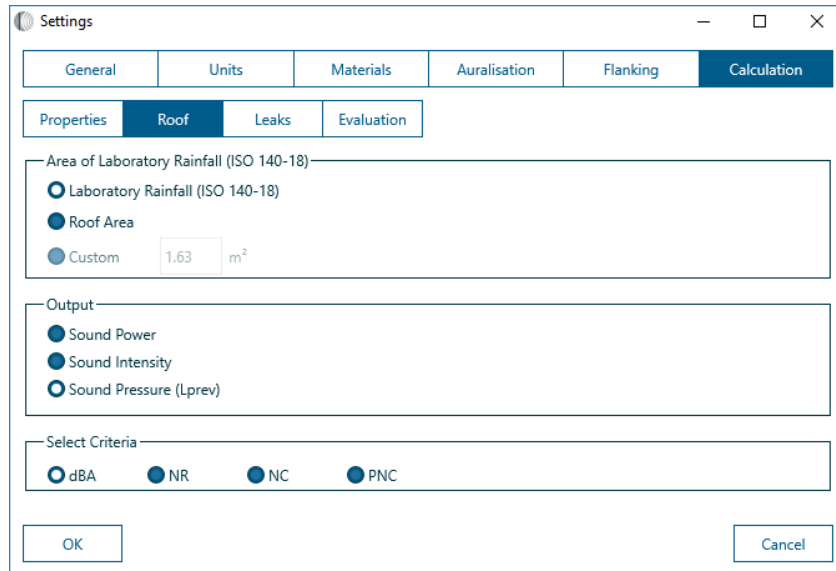 Settings
General Units Materials Auralisation Flanking Calculation
Properties Roof Leaks Evaluation
Area of Laboratory Rainfall (ISO 140-18)
Laboratory Rainfall (ISO 140-18)
Roof Area
Custom 1.63 m²
Output
Sound Power
Sound Intensity
Sound Pressure (Lprev)
Select Criteria
dBA NR NC PNC
OK Cancel